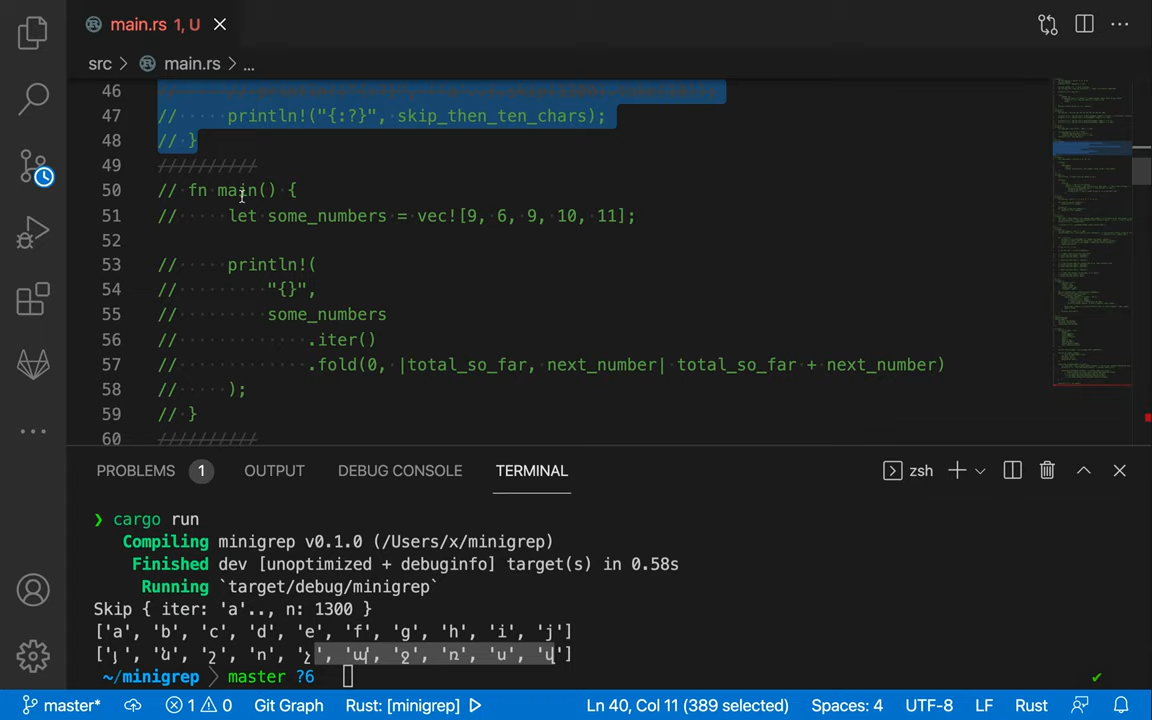 main.rs 1, U
src > main.rs > ...
46
47 //     println!("{:?}", skip_then_ten_chars);
48 // }
49 //////////
50 // fn main() {
51 //     let some_numbers = vec![9, 6, 9, 10, 11];
52
53 //     println!(
54 //         "{}",
55 //         some_numbers
56 //             .iter()
57 //             .fold(0, |total_so_far, next_number| total_so_far + next_number)
58 //     );
59 // }
60 //////////
PROBLEMS 1 OUTPUT DEBUG CONSOLE TERMINAL zsh
❯ cargo run
Compiling minigrep v0.1.0 (/Users/x/minigrep)
Finished dev [unoptimized + debuginfo] target(s) in 0.58s
Running `target/debug/minigrep`
Skip { iter: 'a'.., n: 1300 }
['a', 'b', 'c', 'd', 'e', 'f', 'g', 'h', 'i', 'j']
['յ', 'ն', 'շ', 'ո', 'չ', 'պ', 'ջ', 'ռ', 'ս', 'վ']
~/minigrep > master ?6
master* 1 0 Git Graph Rust: [minigrep] Ln 40, Col 11 (389 selected) Spaces: 4 UTF-8 LF Rust